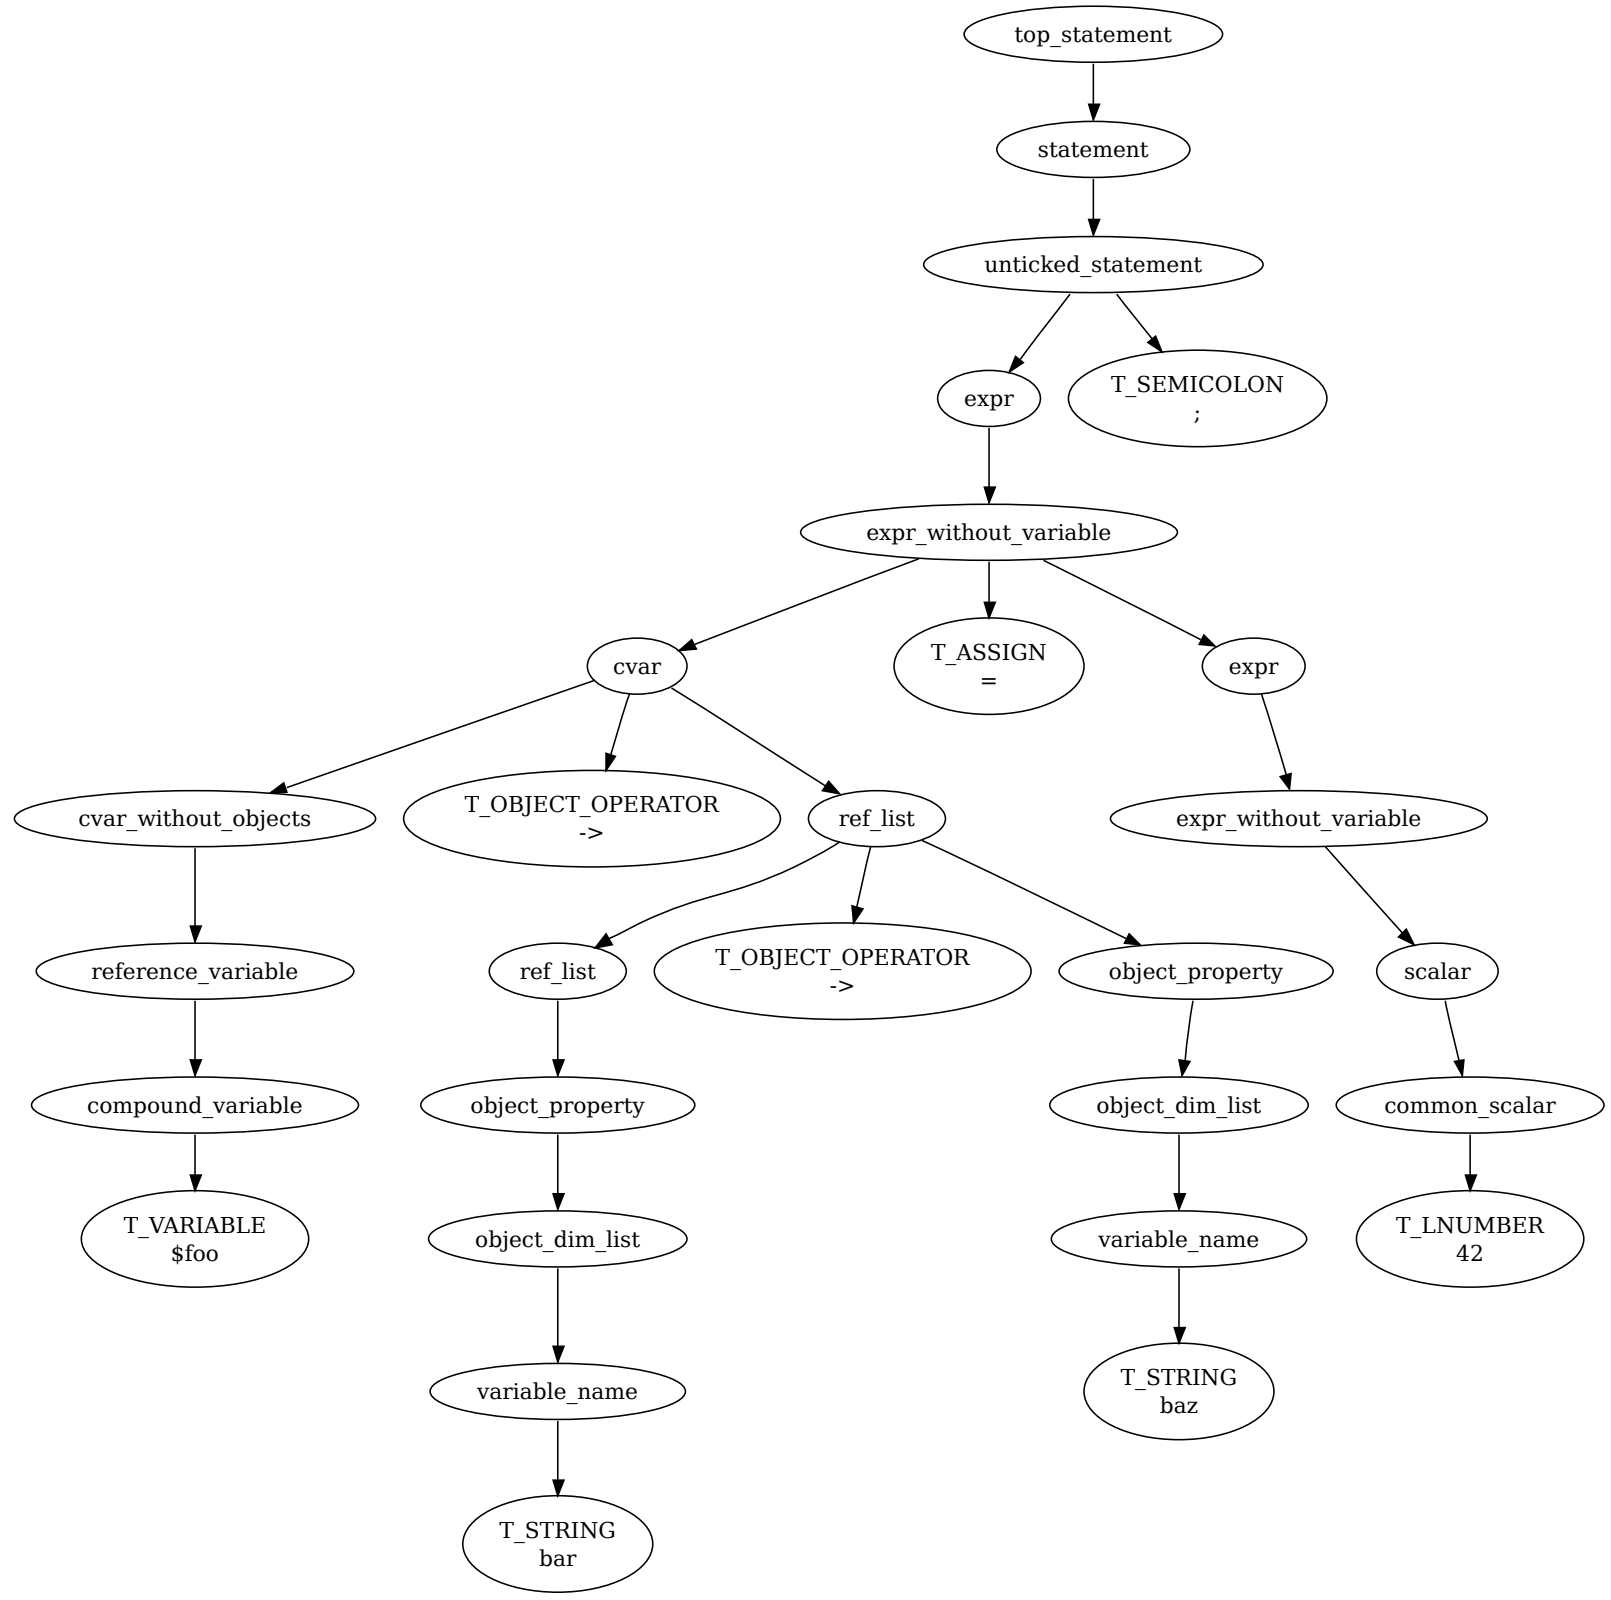 top_statement
statement
unticked_statement
expr
T_SEMICOLON
;
expr_without_variable
cvar
T_ASSIGN
=
expr
cvar_without_objects
T_OBJECT_OPERATOR
->
ref_list
expr_without_variable
reference_variable
ref_list
T_OBJECT_OPERATOR
->
object_property
scalar
compound_variable
object_property
object_dim_list
common_scalar
T_VARIABLE
$foo
object_dim_list
variable_name
T_LNUMBER
42
variable_name
T_STRING
baz
T_STRING
bar